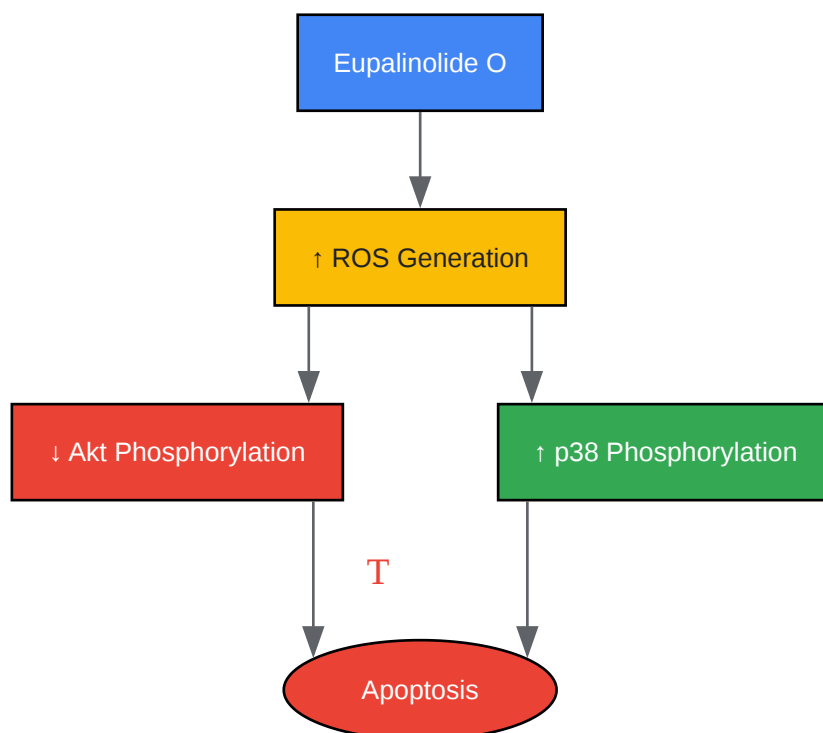 Eupalinolide O
↑ ROS Generation
↓ Akt Phosphorylation
↑ p38 Phosphorylation
T
Apoptosis